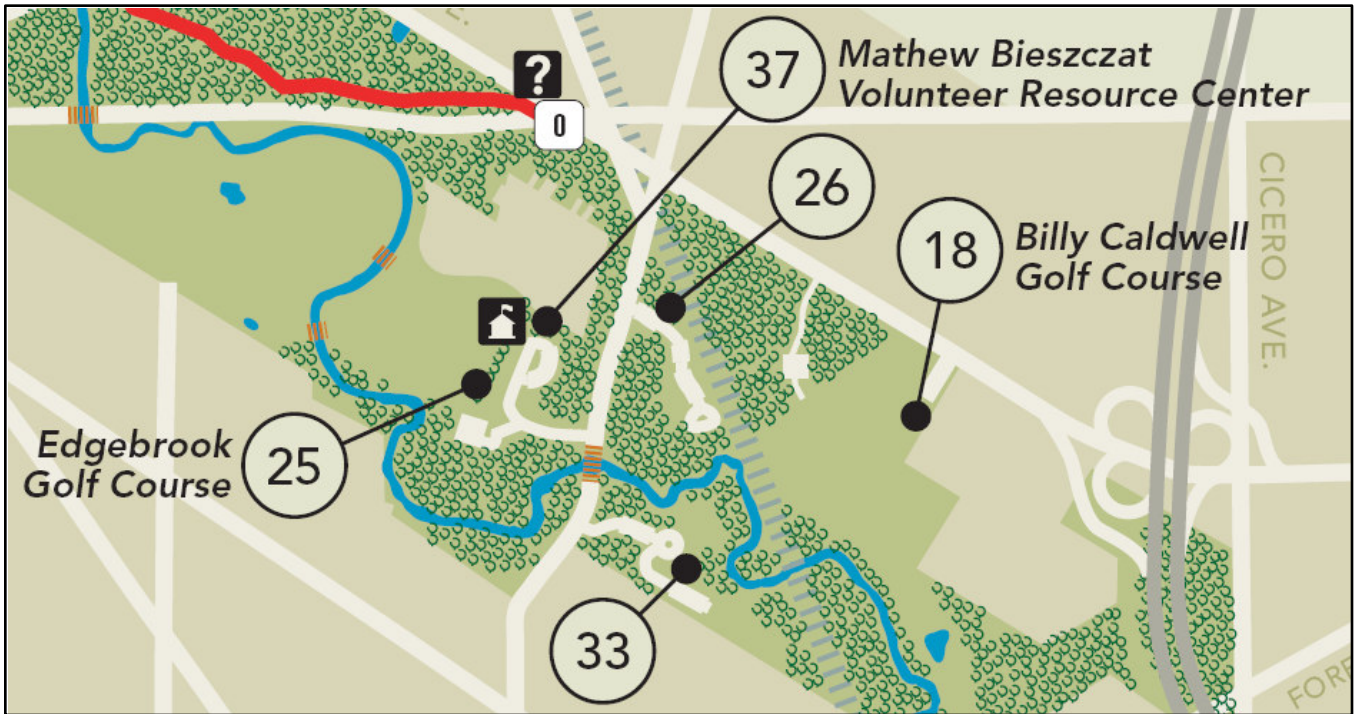 E.
?
0
37
Mathew Bieszczat
Volunteer Resource Center
26
18
Billy Caldwell
Golf Course
CICERO AVE.
Edgebrook
Golf Course
25
33
FORE